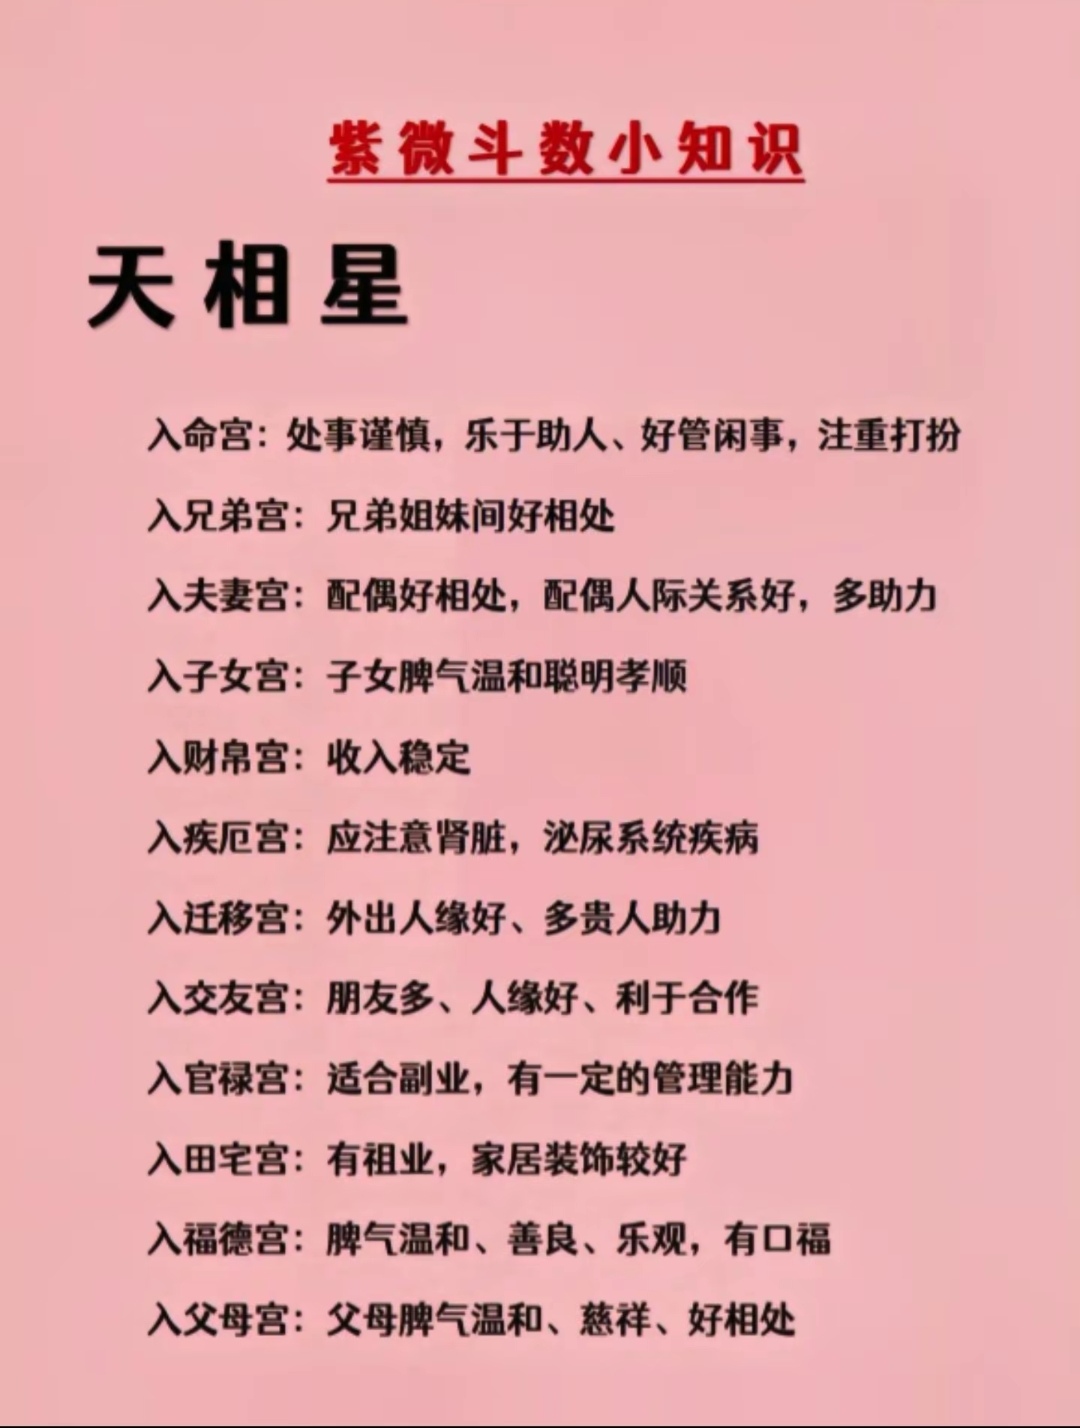 紫微斗数小知识
天相星
入命宫：处事谨慎，乐于助人、好管闲事，注重打扮
入兄弟宫：兄弟姐妹间好相处
入夫妻宫：配偶好相处，配偶人际关系好，多助力
入子女宫：子女脾气温和聪明孝顺
入财帛宫：收入稳定
入疾厄宫：应注意肾脏，泌尿系统疾病
入迁移宫：外出人缘好、多贵人助力
入交友宫：朋友多、人缘好、利于合作
入官禄宫：适合副业，有一定的管理能力
入田宅宫：有祖业，家居装饰较好
入福德宫：脾气温和、善良、乐观，有口福
入父母宫：父母脾气温和、慈祥、好相处